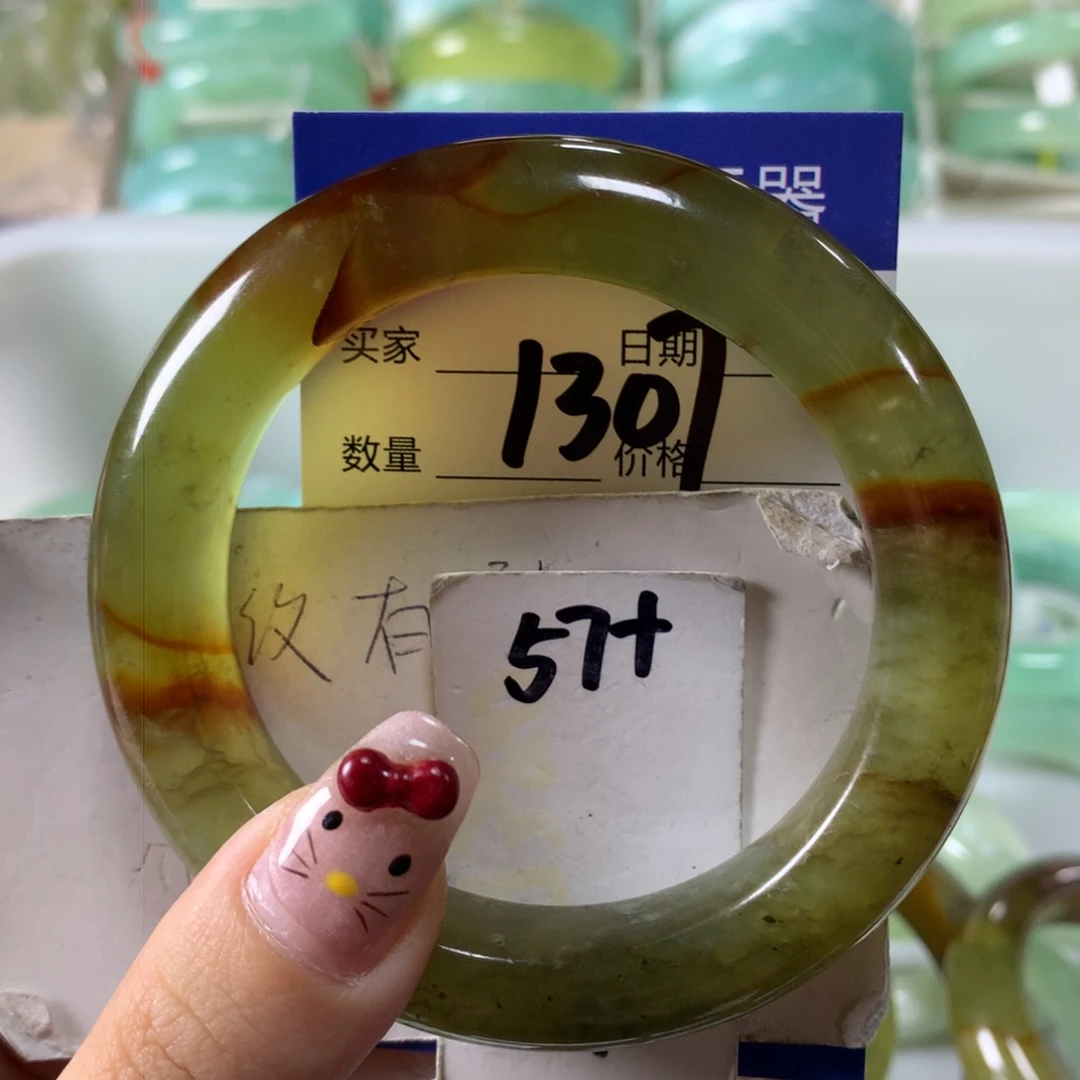 器
买家 日期
1307
数量 价格
纹有
57+